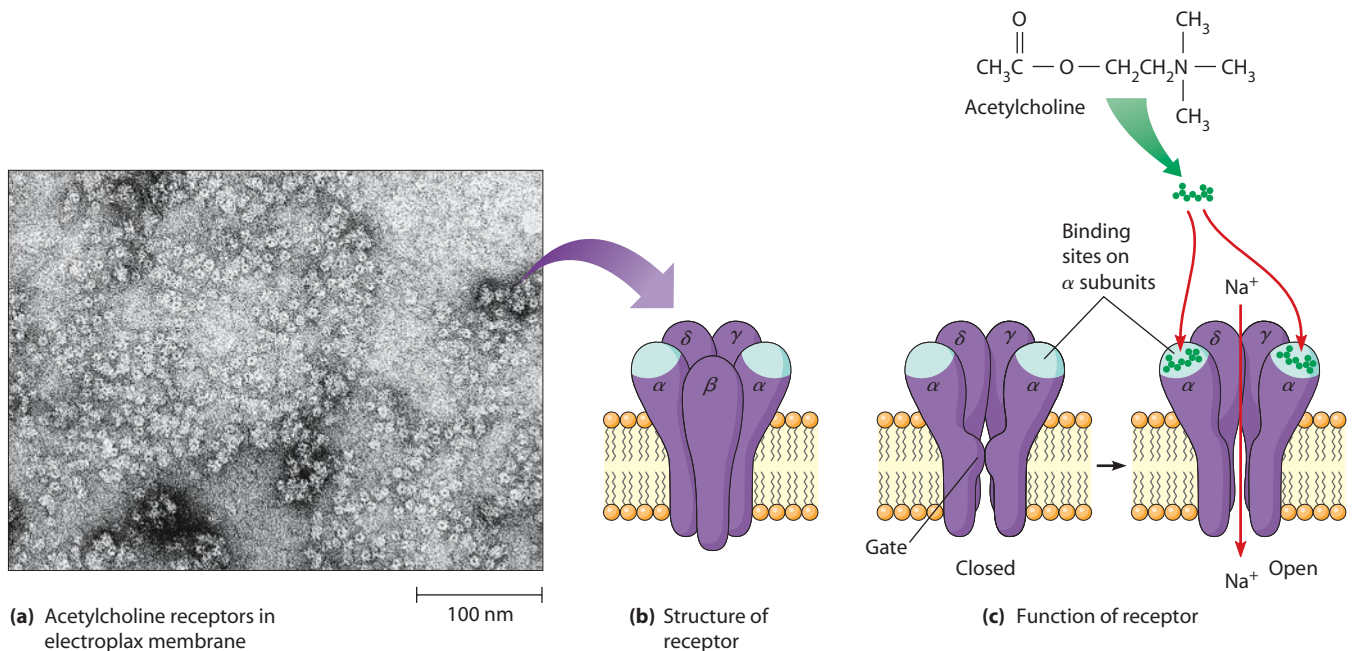 O
CH₃
CH₃C — O — CH₂CH₂N — CH₃
Acetylcholine
CH₃
Binding
sites on
α subunits
Na⁺
δ
γ
α
β
α
δ
γ
α
α
δ
γ
α
α
Gate
Closed
Na⁺
Open
100 nm
(a) Acetylcholine receptors in
electroplax membrane
(b) Structure of
receptor
(c) Function of receptor